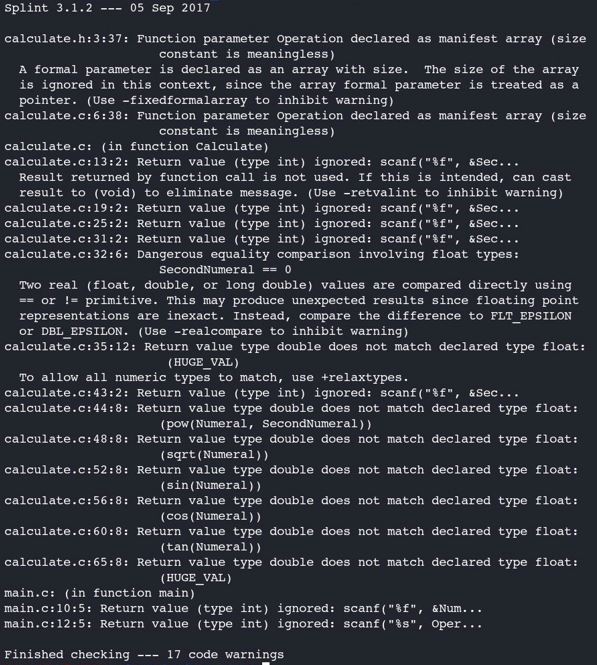 Splint 3.1.2 --- 05 Sep 2017
calculate.h:3:37: Function parameter Operation declared as manifest array (size
constant is meaningless)
A formal parameter is declared as an array with size.  The size of the array
is ignored in this context, since the array formal parameter is treated as a
pointer. (Use -fixedformalarray to inhibit warning)
calculate.c:6:38: Function parameter Operation declared as manifest array (size
constant is meaningless)
calculate.c: (in function Calculate)
calculate.c:13:2: Return value (type int) ignored: scanf("%f", &Sec...
Result returned by function call is not used. If this is intended, can cast
result to (void) to eliminate message. (Use -retvalint to inhibit warning)
calculate.c:19:2: Return value (type int) ignored: scanf("%f", &Sec...
calculate.c:25:2: Return value (type int) ignored: scanf("%f", &Sec...
calculate.c:31:2: Return value (type int) ignored: scanf("%f", &Sec...
calculate.c:32:6: Dangerous equality comparison involving float types:
SecondNumeral == 0
Two real (float, double, or long double) values are compared directly using
== or != primitive. This may produce unexpected results since floating point
representations are inexact. Instead, compare the difference to FLT_EPSILON
or DBL_EPSILON. (Use -realcompare to inhibit warning)
calculate.c:35:12: Return value type double does not match declared type float:
(HUGE_VAL)
To allow all numeric types to match, use +relaxtypes.
calculate.c:43:2: Return value (type int) ignored: scanf("%f", &Sec...
calculate.c:44:8: Return value type double does not match declared type float:
(pow(Numeral, SecondNumeral))
calculate.c:48:8: Return value type double does not match declared type float:
(sqrt(Numeral))
calculate.c:52:8: Return value type double does not match declared type float:
(sin(Numeral))
calculate.c:56:8: Return value type double does not match declared type float:
(cos(Numeral))
calculate.c:60:8: Return value type double does not match declared type float:
(tan(Numeral))
calculate.c:65:8: Return value type double does not match declared type float:
(HUGE_VAL)
main.c: (in function main)
main.c:10:5: Return value (type int) ignored: scanf("%f", &Num...
main.c:12:5: Return value (type int) ignored: scanf("%s", Oper...
Finished checking --- 17 code warnings